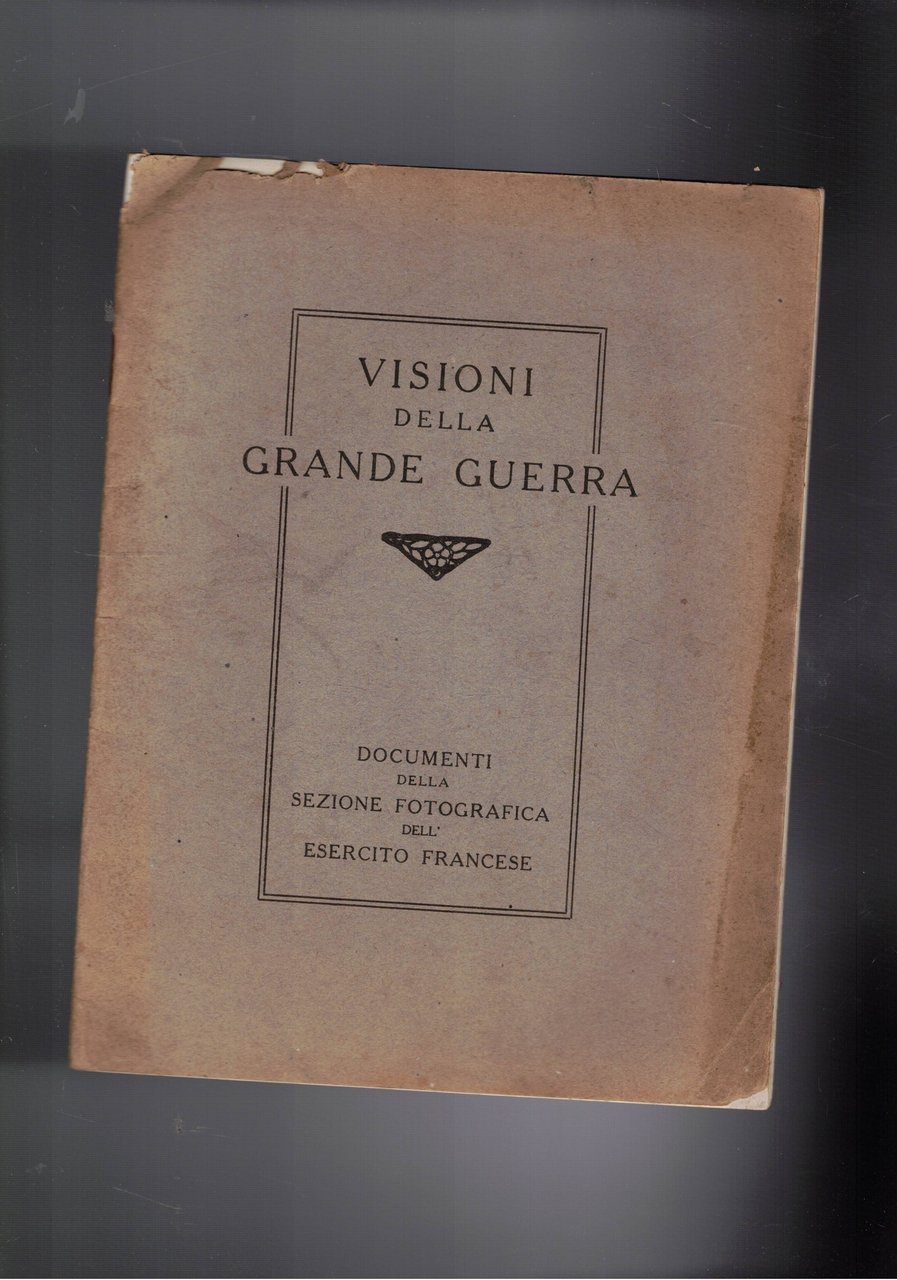 VISIONI
DELLA
GRANDE GUERRA
DOCUMENTI
DELLA
SEZIONE FOTOGRAFICA
DELL'
ESERCITO FRANCESE